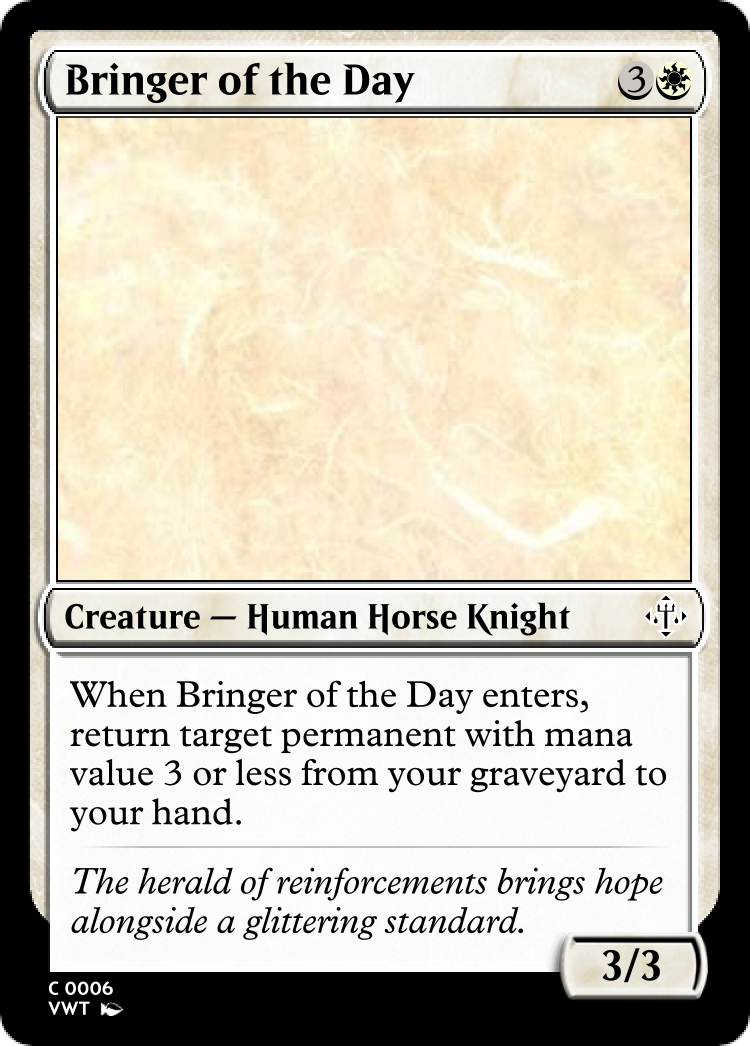 Bringer of the Day 3
Creature — Human Horse Knight
When Bringer of the Day enters,
return target permanent with mana
value 3 or less from your graveyard to
your hand.
The herald of reinforcements brings hope
alongside a glittering standard.
3/3
C 0006
VWT